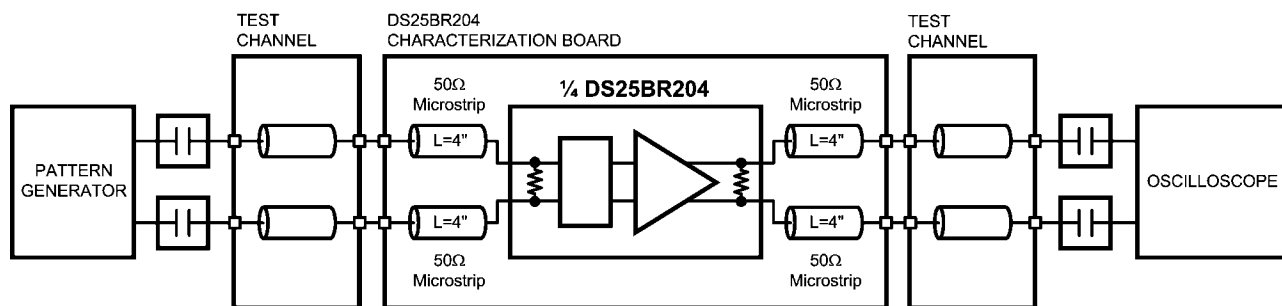 TEST
CHANNEL
DS25BR204
CHARACTERIZATION BOARD
TEST
CHANNEL
50Ω
Microstrip
¼ DS25BR204
50Ω
Microstrip
L=4"
L=4"
PATTERN
GENERATOR
OSCILLOSCOPE
L=4"
L=4"
50Ω
Microstrip
50Ω
Microstrip